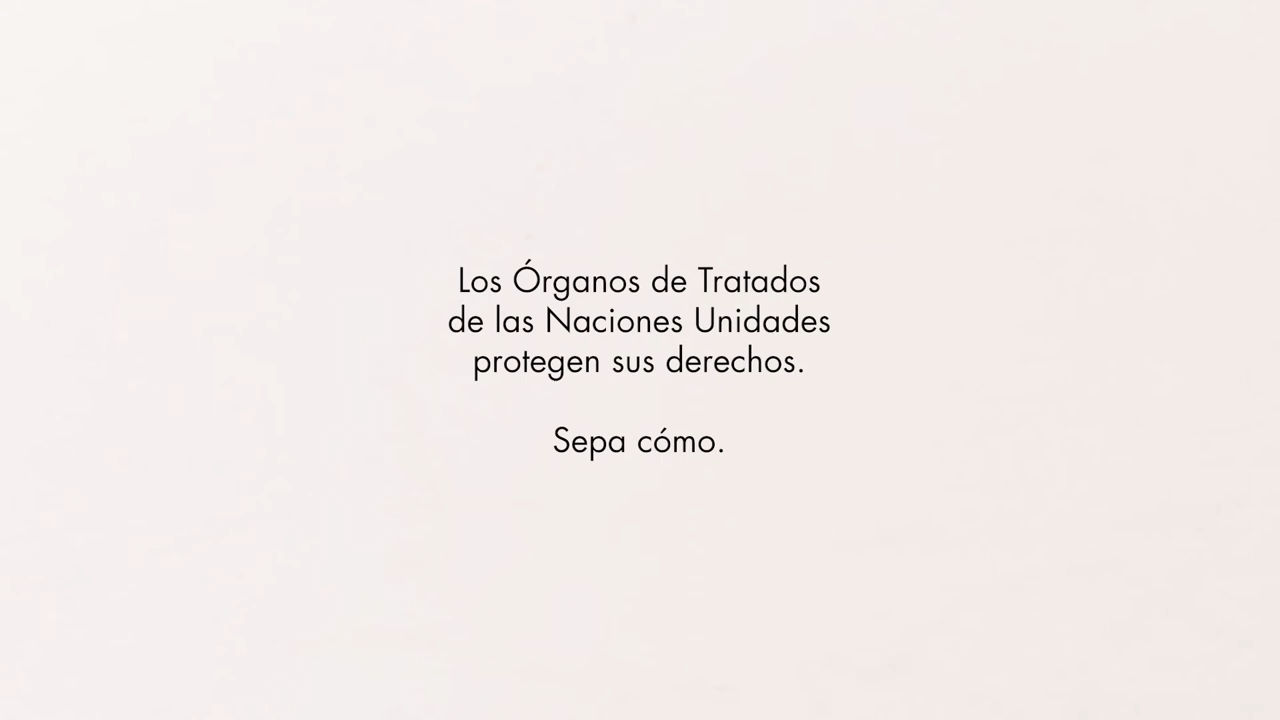 Los Órganos de Tratados
de las Naciones Unidades
protegen sus derechos.
Sepa cómo.